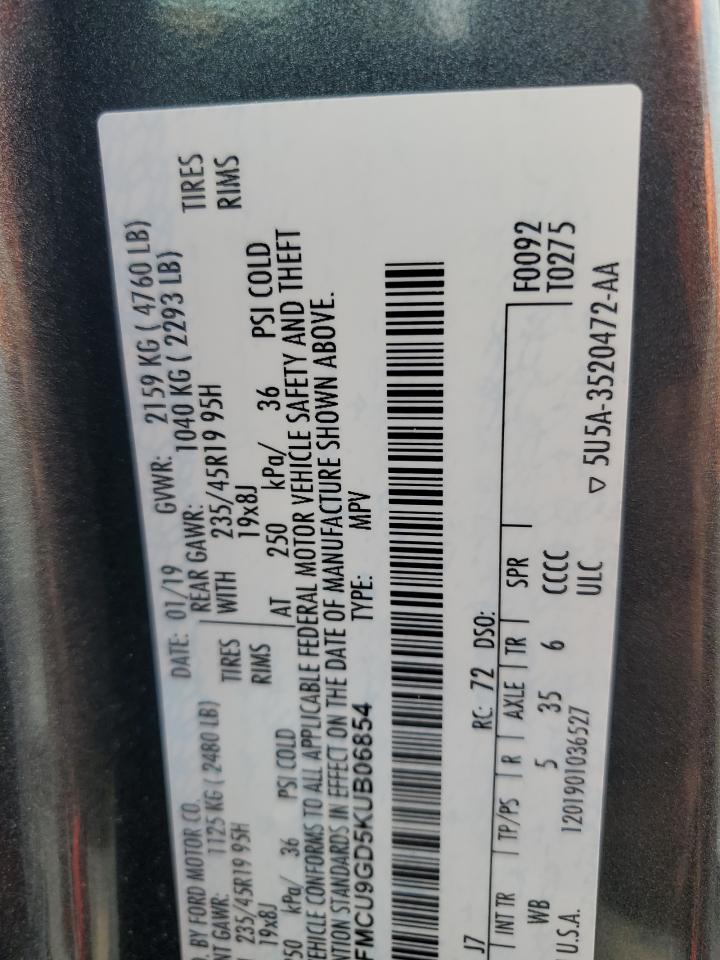 . BY FORD MOTOR CO.
DATE: 01/19 GVWR: 2159 KG ( 4760 LB)
NT GAWR: 1125 KG ( 2480 LB)
REAR GAWR: 1040 KG ( 2293 LB)
235/45R19 95H TIRES WITH 235/45R19 95H TIRES
19x8J RIMS 19x8J RIMS
250 kPa/ 36 PSI COLD AT 250 kPa/ 36 PSI COLD
EHICLE CONFORMS TO ALL APPLICABLE FEDERAL MOTOR VEHICLE SAFETY AND THEFT
NTION STANDARDS IN EFFECT ON THE DATE OF MANUFACTURE SHOWN ABOVE.
FMCU9GD5KUB06854 TYPE: MPV
J7 RC: 72 DSO:
INT TR TP/PS R AXLE TR SPR F0092
WB 5 35 6 CCCC T0275
U.S.A. 1201901036527 ULC
▽ 5U5A-3520472-AA